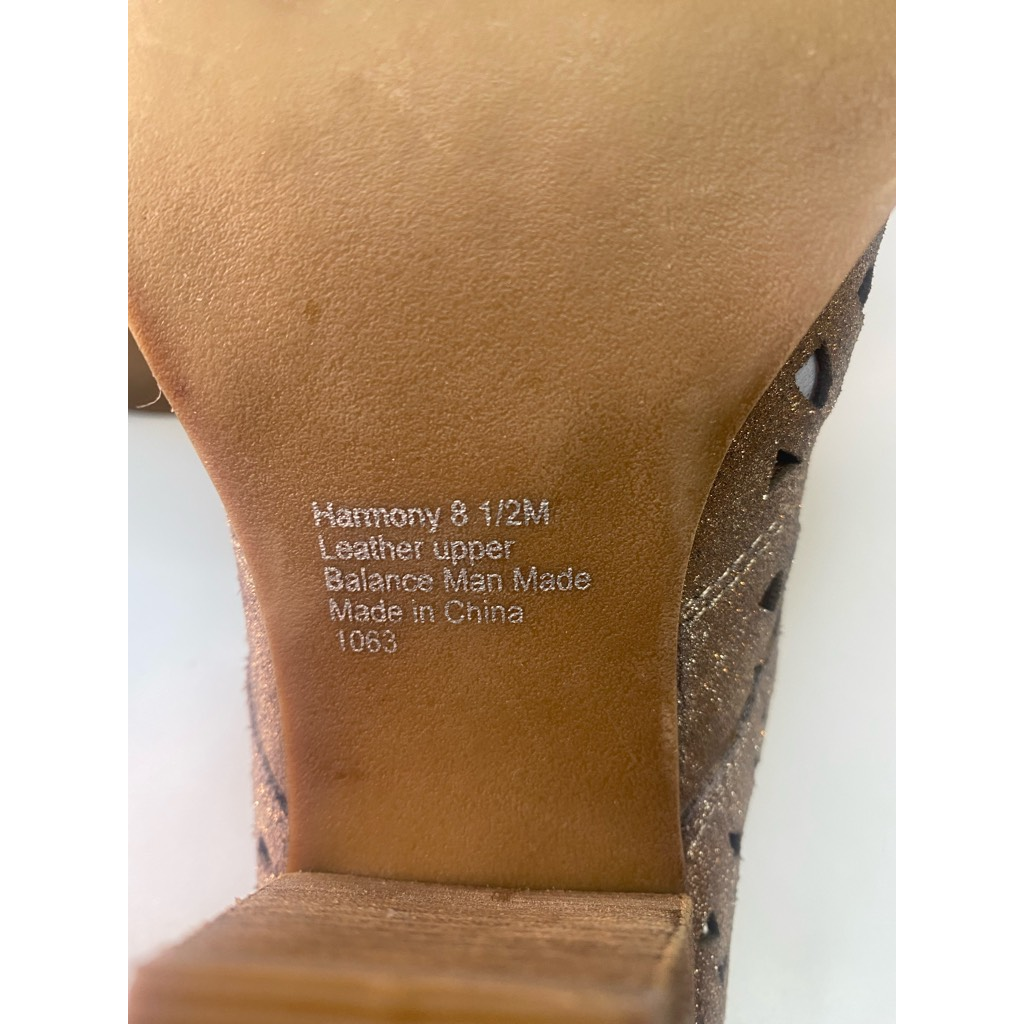 Harmony 8 1/2M
Leather upper
Balance Man Made
Made in China
1063